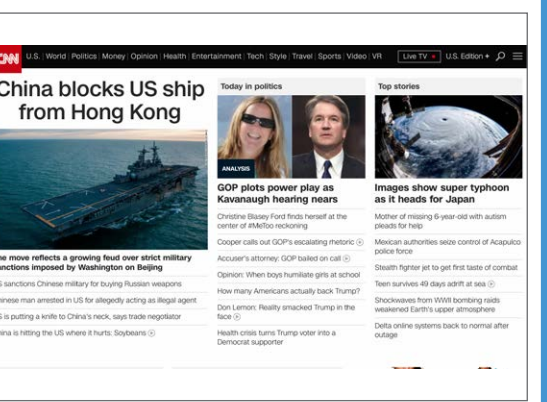 CNN U.S. World Politics Money Opinion Health Entertainment Tech Style Travel Sports Video VR Live TV U.S. Edition +
China blocks US ship
from Hong Kong
move reflects a growing feud over strict military
imposed by Washington on Beijing
sanctions Chinese military for buying Russian weapons
man arrested in US for allegedly acting as illegal agent
is putting a knife to China's neck, says trade negotiator
is hitting the US where it hurts: Soybeans
Today in politics
ANALYSIS
GOP plots power play as
Kavanaugh hearing nears
Christine Blasey Ford finds herself at the
center of #MeToo reckoning
Cooper calls out GOP's escalating rhetoric
Accuser's attorney: GOP bailed on call
Opinion: When boys humiliate girls at school
How many Americans actually back Trump?
Don Lemon: Reality smacked Trump in the
face
Health crisis turns Trump voter into a
Democrat supporter
Top stories
Images show super typhoon
as it heads for Japan
Mother of missing 6-year-old with autism
pleads for help
Mexican authorities seize control of Acapulco
police force
Stealth fighter jet to get first taste of combat
Teen survives 49 days adrift at sea
Shockwaves from WWII bombing raids
weakened Earth's upper atmosphere
Delta online systems back to normal after
outage